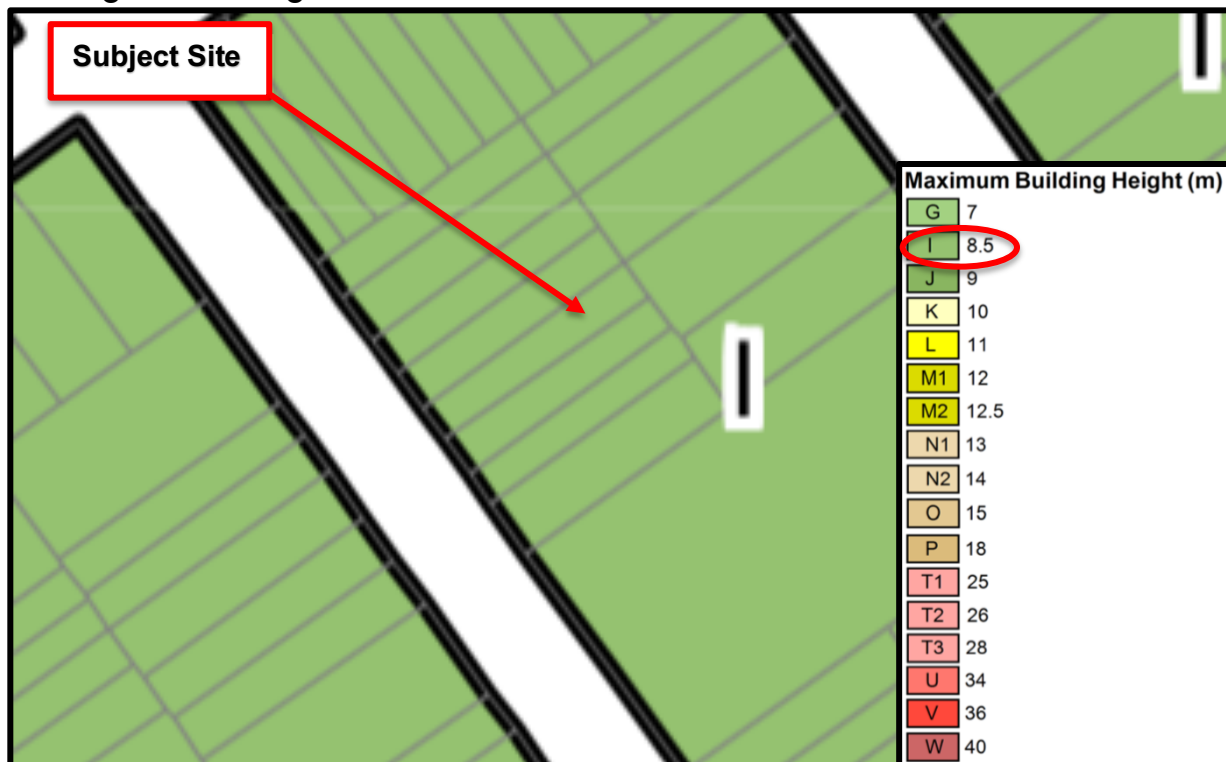 Subject Site
I
I
Maximum Building Height (m)
G 7
I 8.5
J 9
K 10
L 11
M1 12
M2 12.5
N1 13
N2 14
O 15
P 18
T1 25
T2 26
T3 28
U 34
V 36
W 40